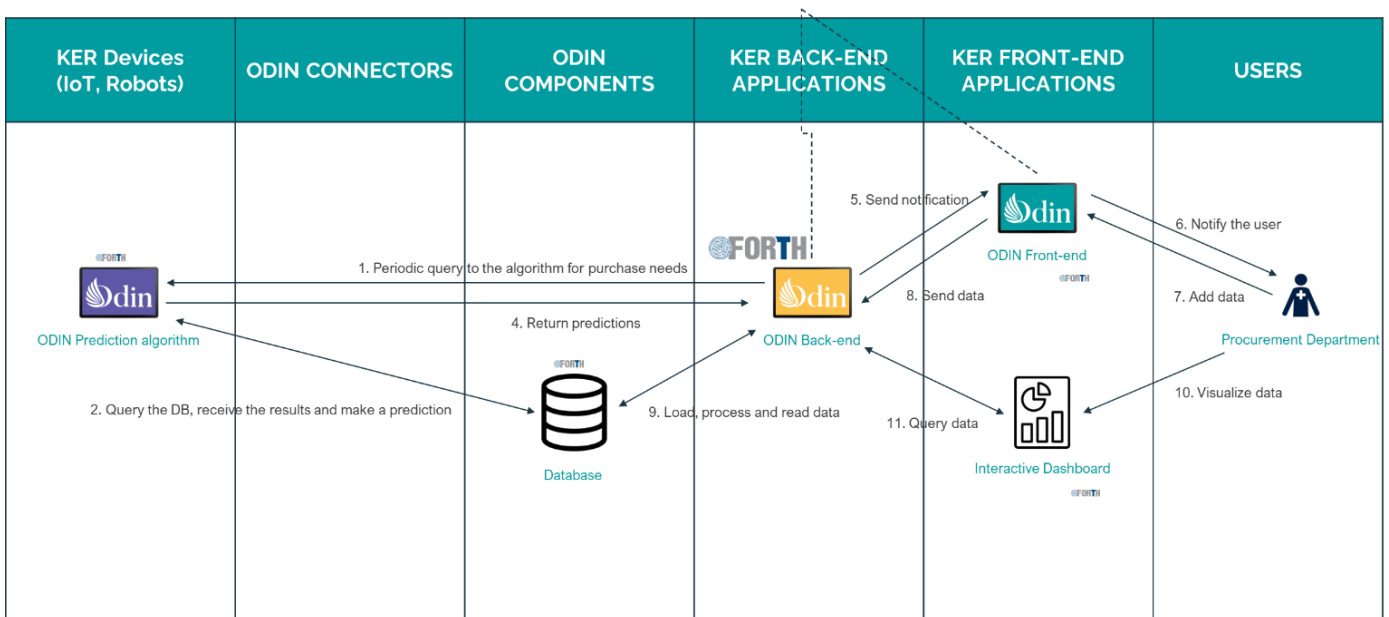 KER Devices
(IoT, Robots)
ODIN CONNECTORS
ODIN
COMPONENTS
KER BACK-END
APPLICATIONS
KER FRONT-END
APPLICATIONS
USERS
5. Send notification
Odin
6. Notify the user
FORTH
ODIN Front-end
FORTH
1. Periodic query to the algorithm for purchase needs
FORTH
Odin
Odin
8. Send data
7. Add data
4. Return predictions
ODIN Prediction algorithm
ODIN Back-end
Procurement Department
FORTH
2. Query the DB, receive the results and make a prediction
9. Load, process and read data
11. Query data
10. Visualize data
Database
Interactive Dashboard
FORTH